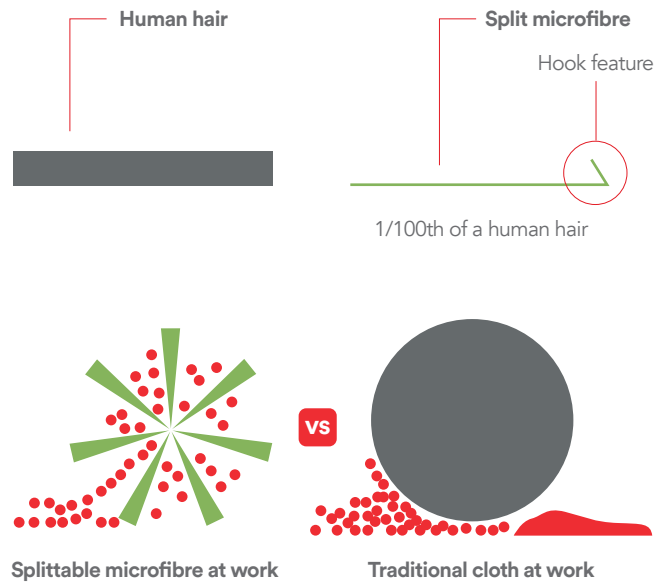 Human hair
Split microfibre
Hook feature
1/100th of a human hair
VS
Splittable microfibre at work
Traditional cloth at work